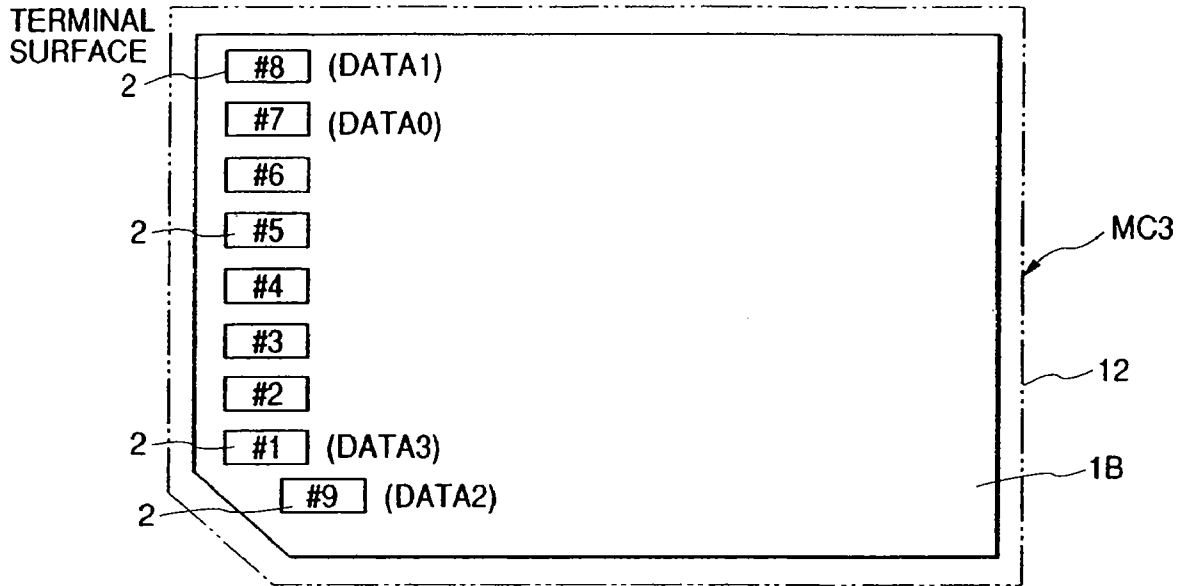 TERMINAL
SURFACE
2 #8 (DATA1)
#7 (DATA0)
#6
2 #5
MC3
#4
#3
12
#2
2 #1 (DATA3)
1B
2 #9 (DATA2)